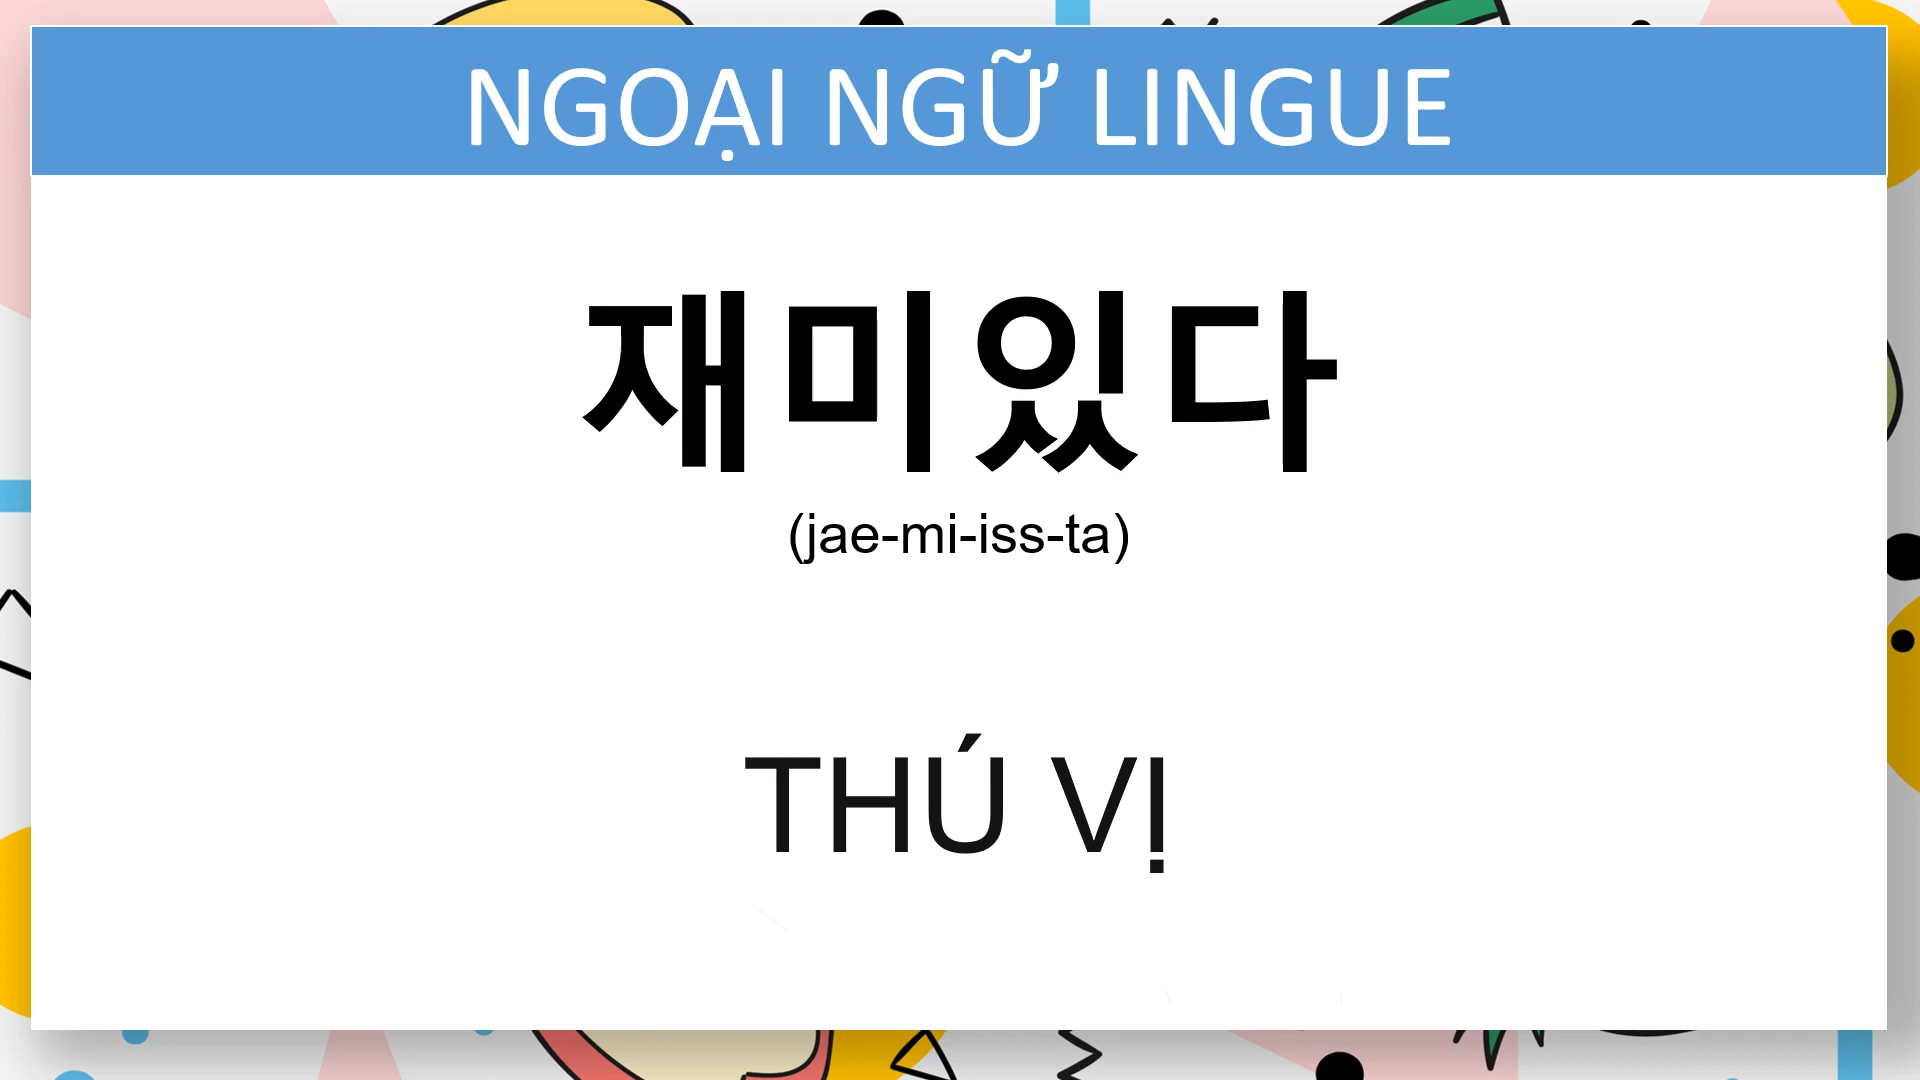 NGOẠI NGỮ LINGUE
재미있다
(jae-mi-iss-ta)
THÚ VỊ